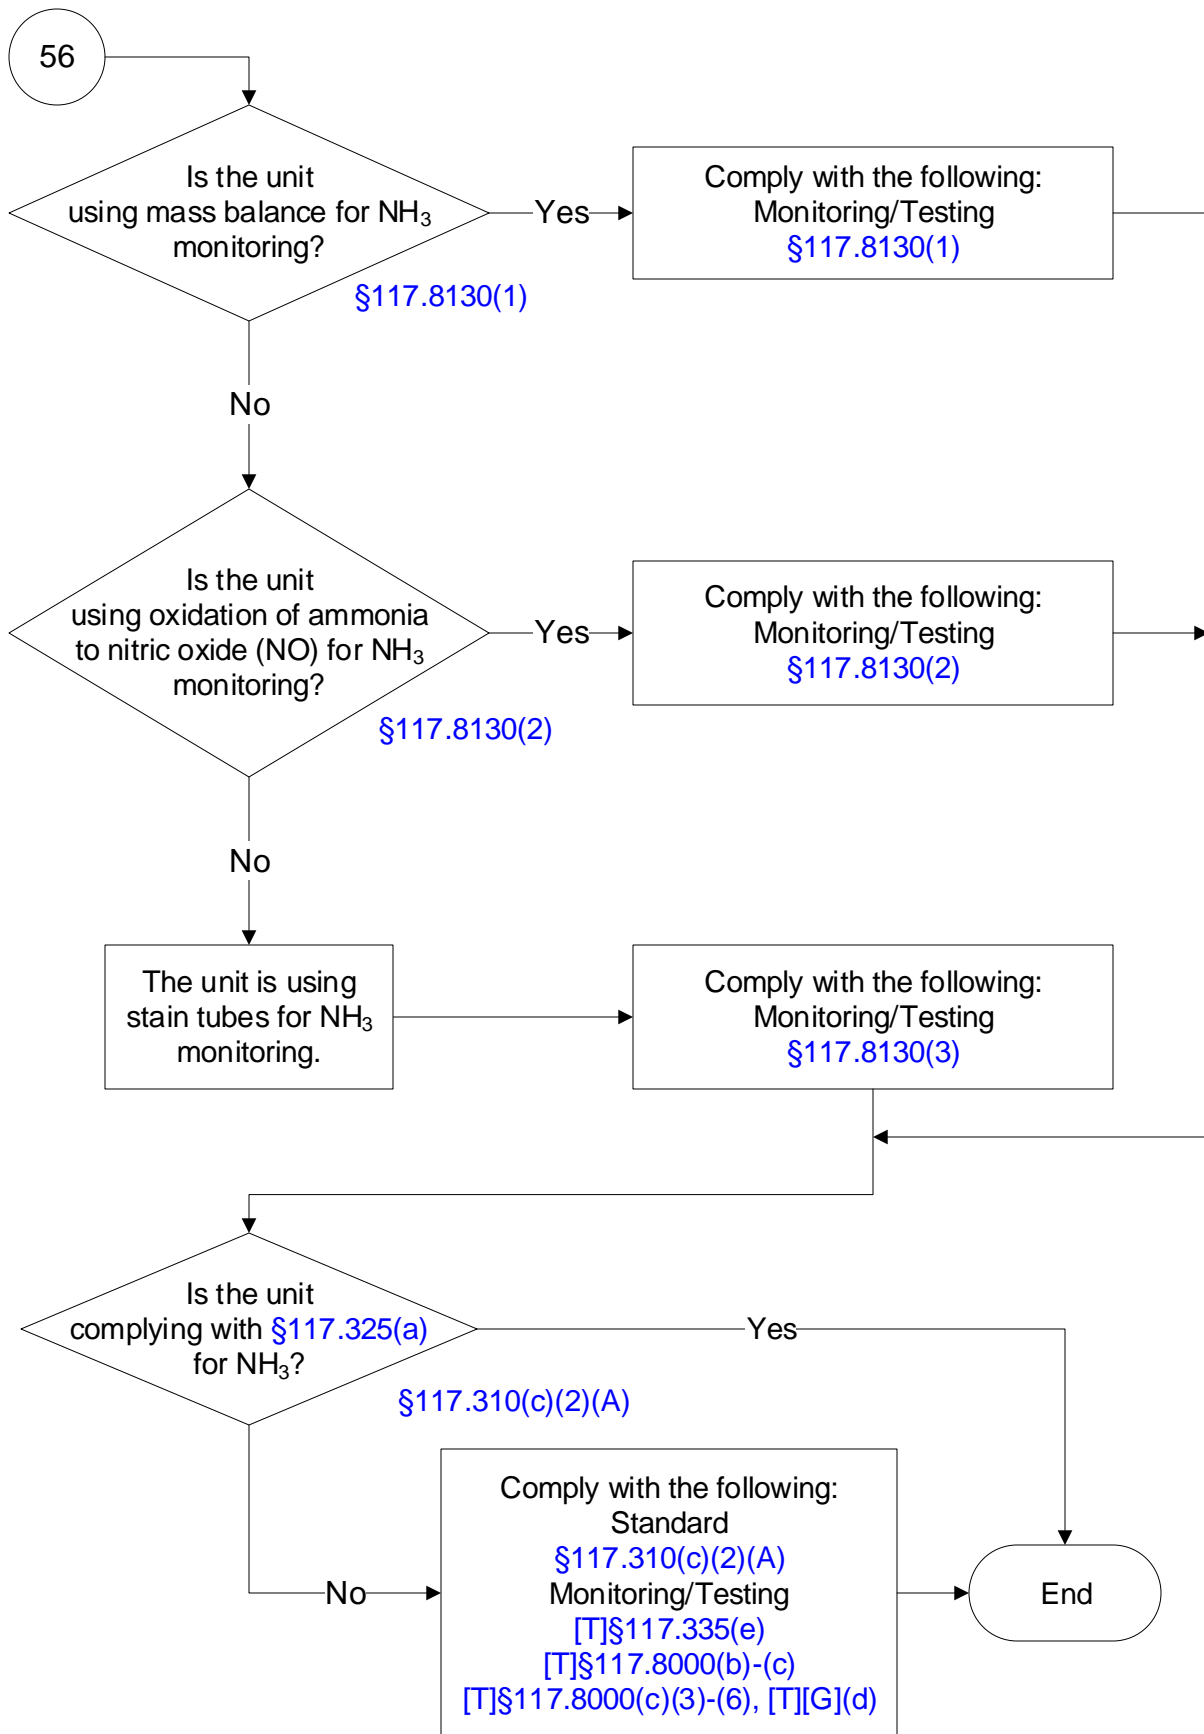 56
Is the unit
using mass balance for NH₃
monitoring?
§117.8130(1)
Yes
Comply with the following:
Monitoring/Testing
§117.8130(1)
No
Is the unit
using oxidation of ammonia
to nitric oxide (NO) for NH₃
monitoring?
§117.8130(2)
Yes
Comply with the following:
Monitoring/Testing
§117.8130(2)
No
The unit is using
stain tubes for NH₃
monitoring.
Comply with the following:
Monitoring/Testing
§117.8130(3)
Is the unit
complying with §117.325(a)
for NH₃?
§117.310(c)(2)(A)
Yes
No
Comply with the following:
Standard
§117.310(c)(2)(A)
Monitoring/Testing
[T]§117.335(e)
[T]§117.8000(b)-(c)
[T]§117.8000(c)(3)-(6), [T][G](d)
End